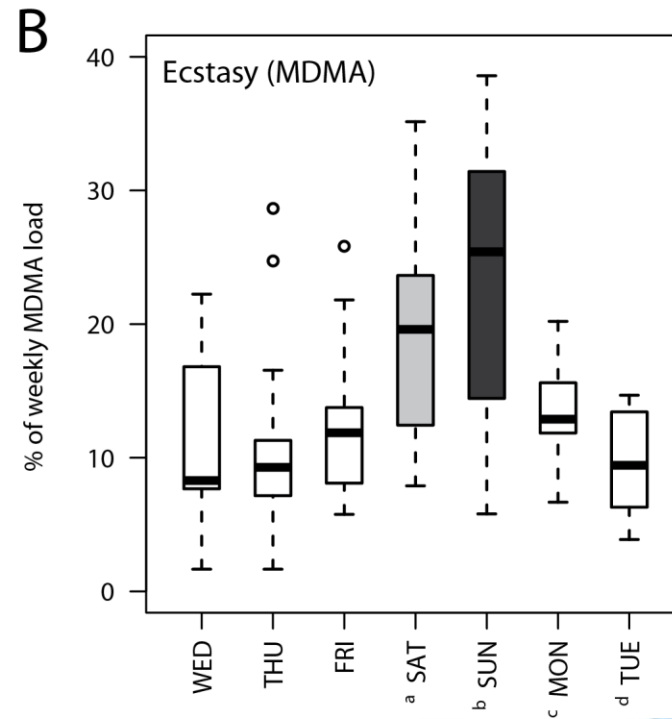 B
Ecstasy (MDMA)
% of weekly MDMA load
40
30
20
10
0
WED
THU
FRI
a SAT
b SUN
c MON
d TUE